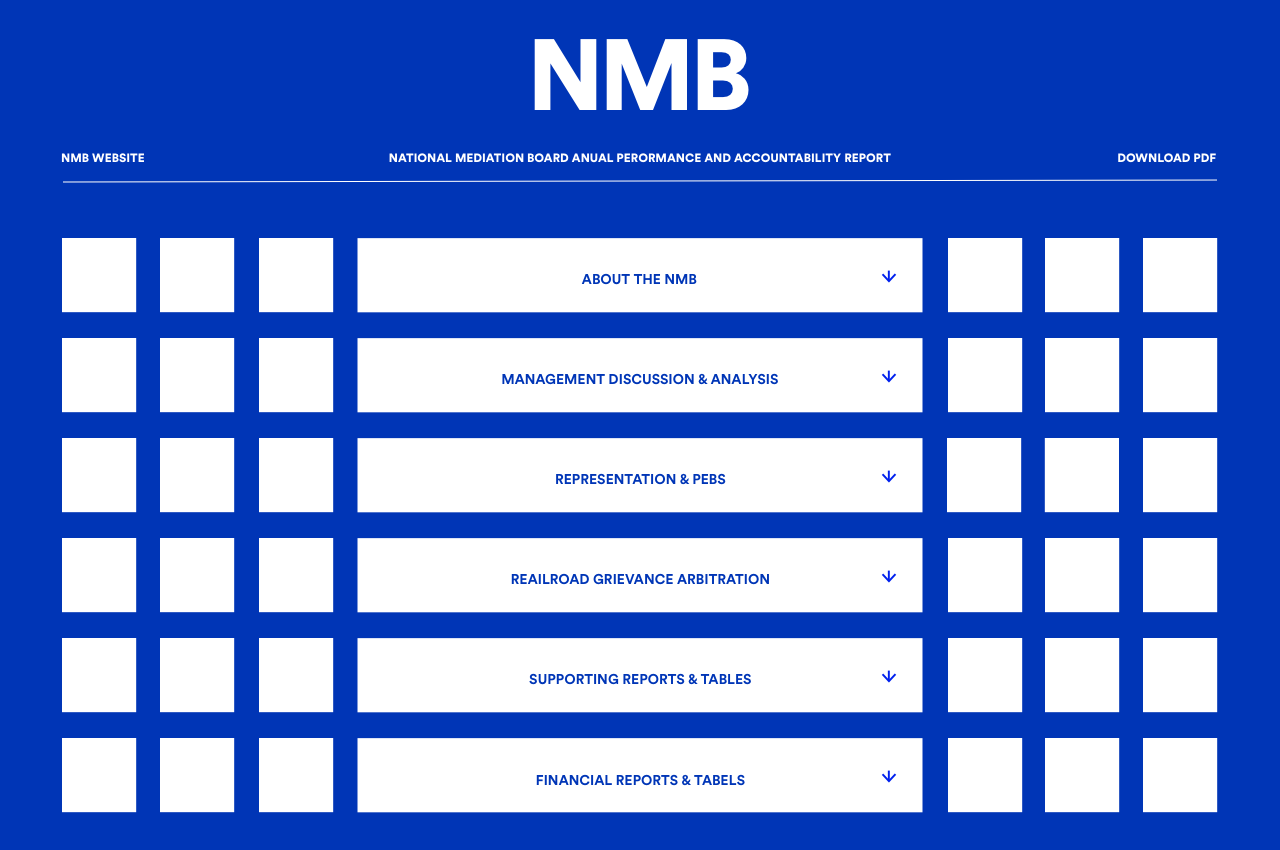 NMB
NMB WEBSITE
NATIONAL MEDIATION BOARD ANUAL PERORMANCE AND ACCOUNTABILITY REPORT
DOWNLOAD PDF
ABOUT THE NMB
MANAGEMENT DISCUSSION & ANALYSIS
REPRESENTATION & PEBS
REAILROAD GRIEVANCE ARBITRATION
SUPPORTING REPORTS & TABLES
FINANCIAL REPORTS & TABELS